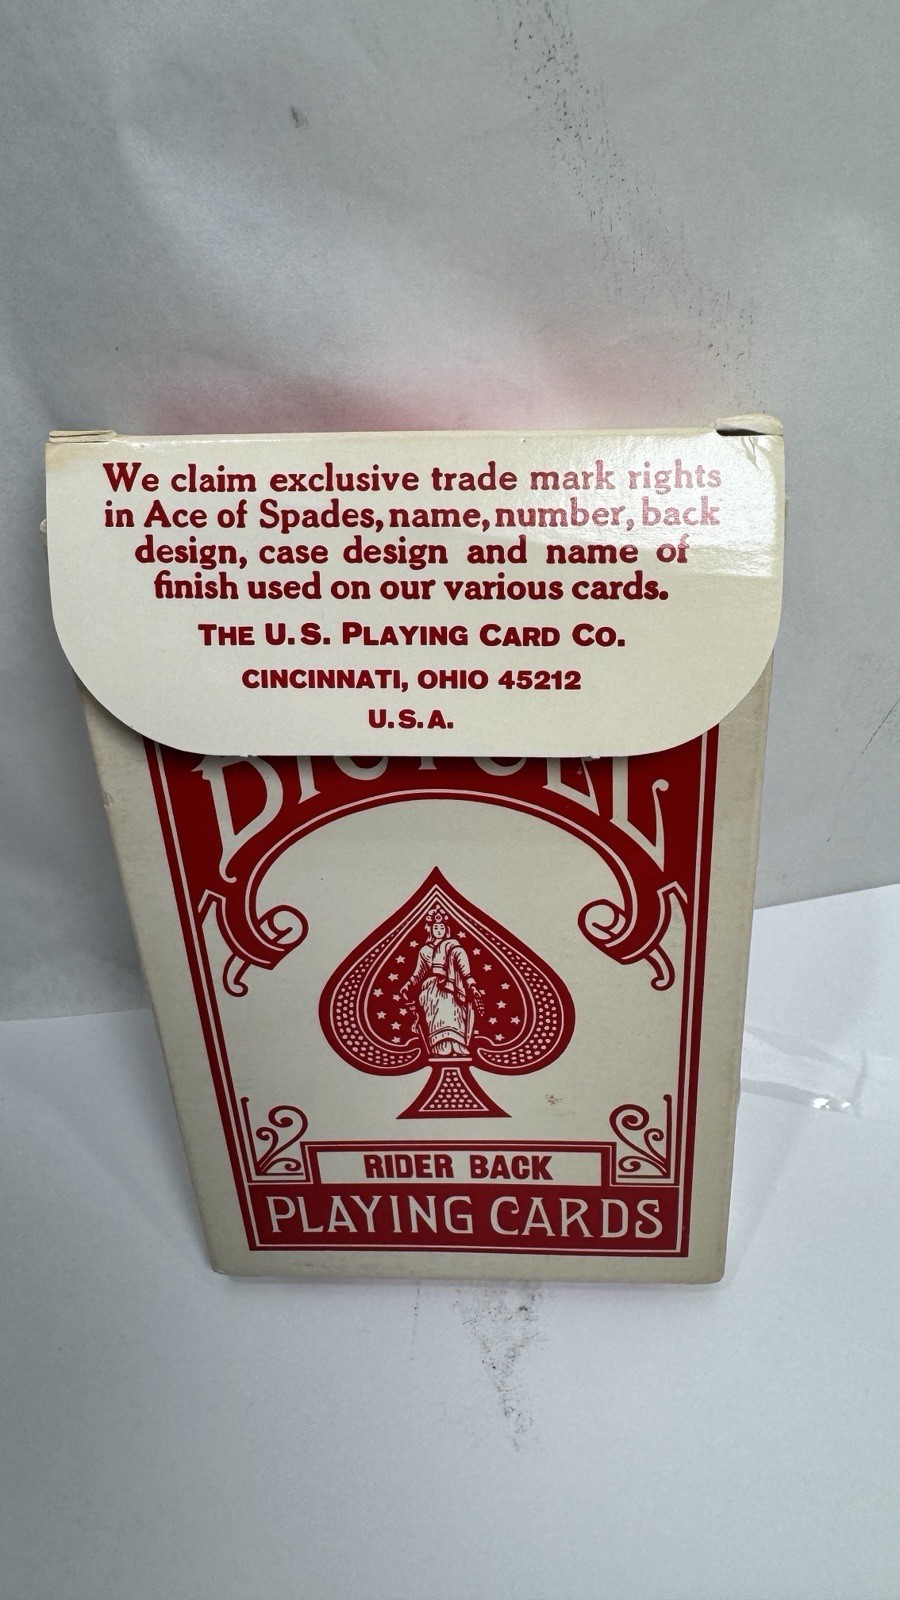 We claim exclusive trade mark rights
in Ace of Spades, name, number, back
design, case design and name of
finish used on our various cards.
THE U.S. PLAYING CARD CO.
CINCINNATI, OHIO 45212
U.S.A.
BICYCLE
RIDER BACK
PLAYING CARDS